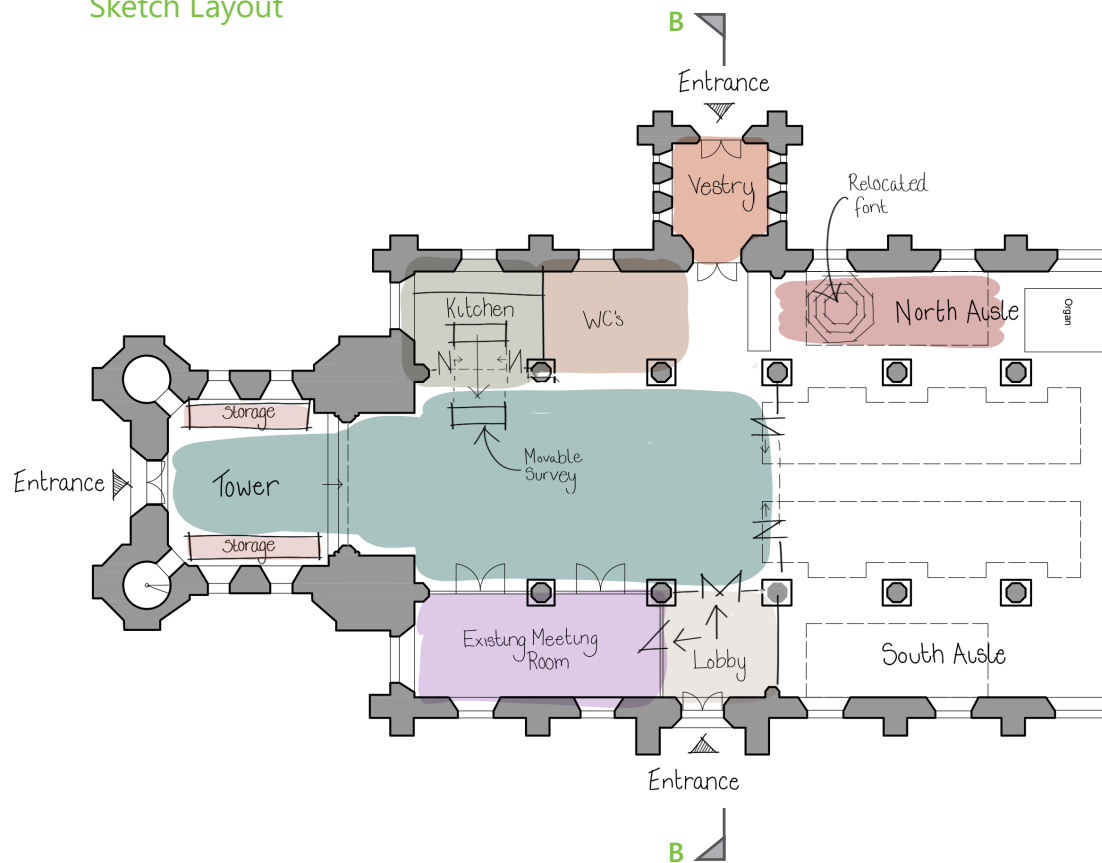 Sketch Layout
B
Entrance
Vestry
Relocated
font
Kitchen
WC's
North Aisle
Organ
N
N
Storage
Movable
Survey
Entrance
Tower
Storage
Existing Meeting
Room
Lobby
South Aisle
Entrance
B